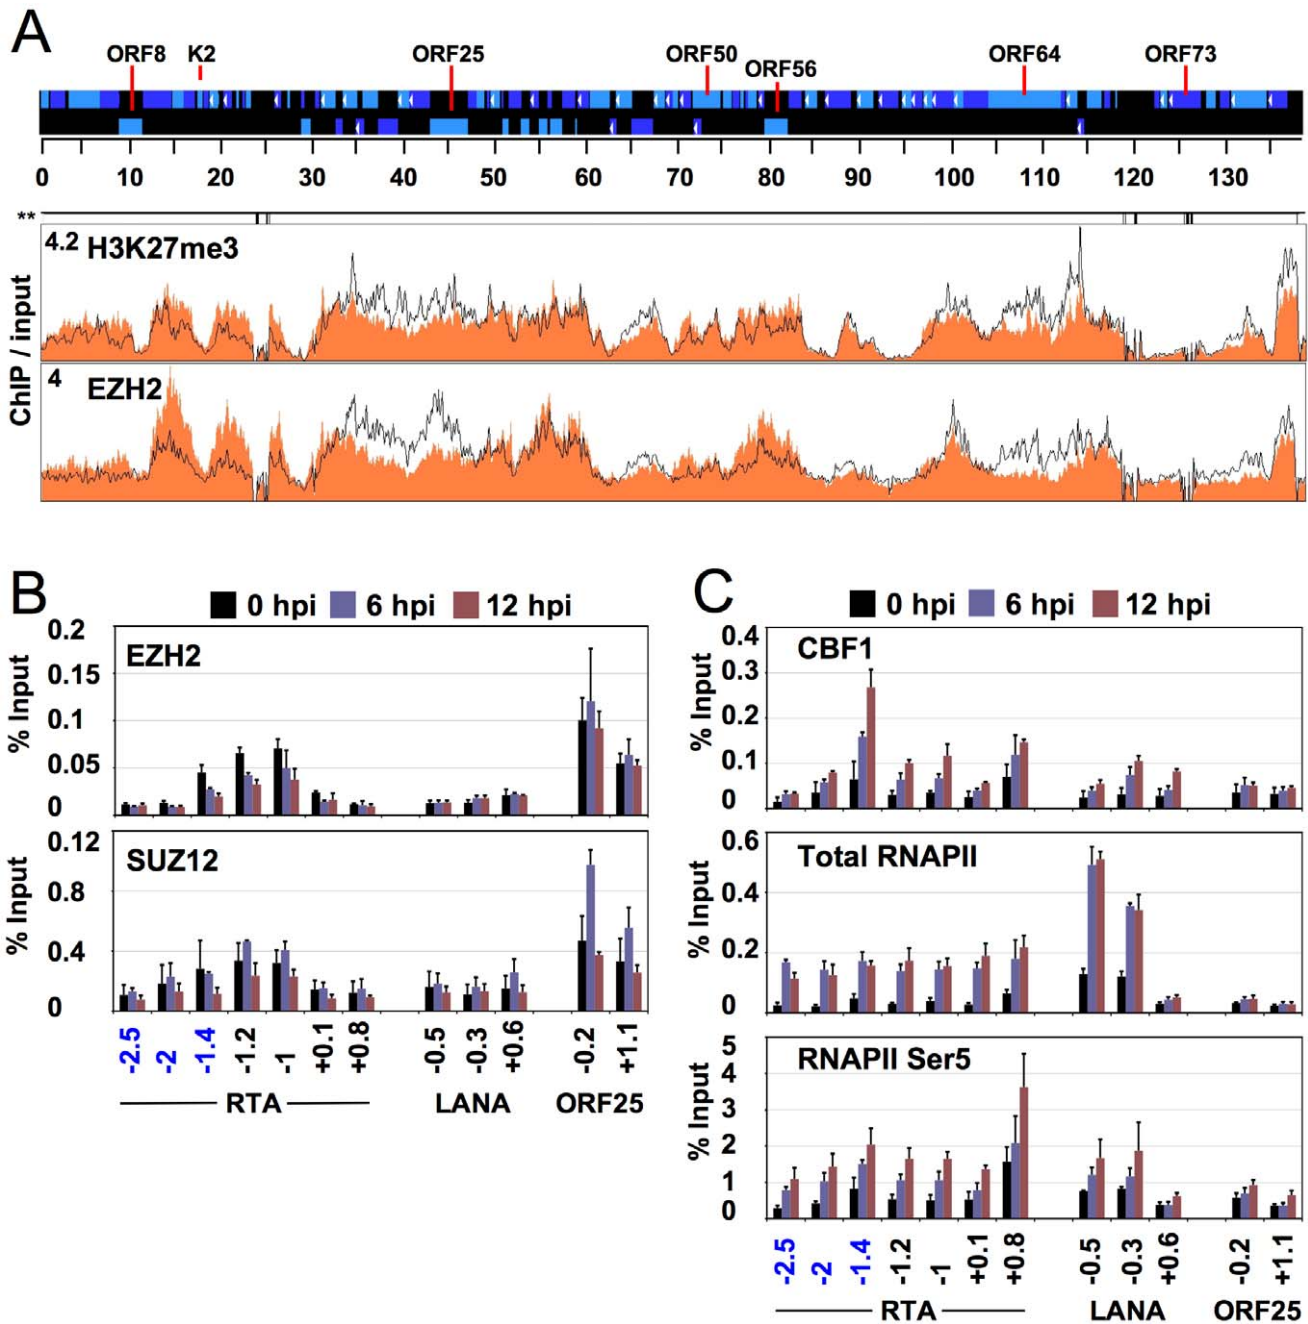 A
ORF8 K2 ORF25 ORF50 ORF56 ORF64 ORF73
0 10 20 30 40 50 60 70 80 90 100 110 120 130
**
ChIP / input
4.2 H3K27me3
4 EZH2
B
0 hpi 6 hpi 12 hpi
% Input
0.2
0.15
0.1
0.05
0
EZH2
% Input
0.12
0.8
0.4
0
SUZ12
-2.5 -2 -1.4 -1.2 -1 +0.1 +0.8 -0.5 -0.3 +0.6 -0.2 +1.1
RTA LANA ORF25
C
0 hpi 6 hpi 12 hpi
% Input
0.4
0.3
0.2
0.1
0
CBF1
% Input
0.6
0.4
0.2
0
Total RNAPII
% Input
5
4
3
2
1
0
RNAPII Ser5
-2.5 -2 -1.4 -1.2 -1 +0.1 +0.8 -0.5 -0.3 +0.6 -0.2 +1.1
RTA LANA ORF25